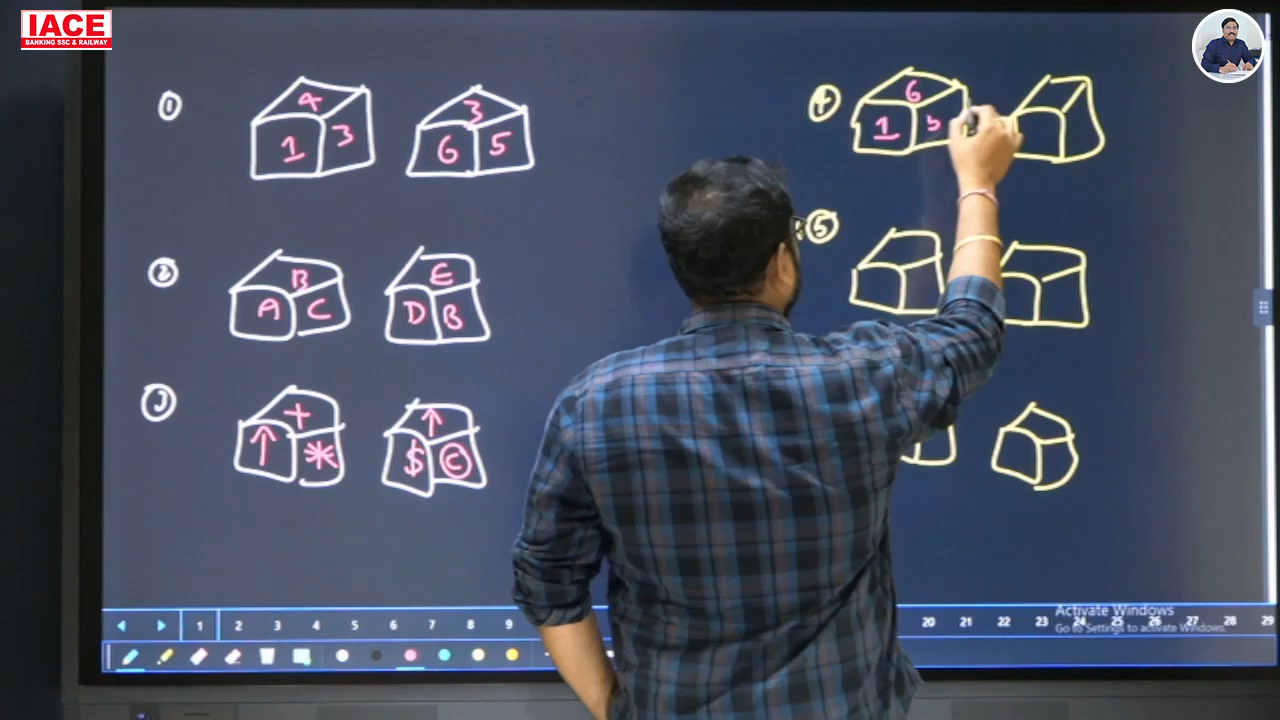 IACE
BANKING SSC & RAILWAY
① 4 1 3 3 6 5
② B A C E D B
③ + ↑ * ↑ $ ©
④ 6 1 5
⑤
1 2 3 4 5 6 7 8 9 20 21 22 23 24 25 26 27 28 29
Activate Windows
Go to Settings to activate Windows.